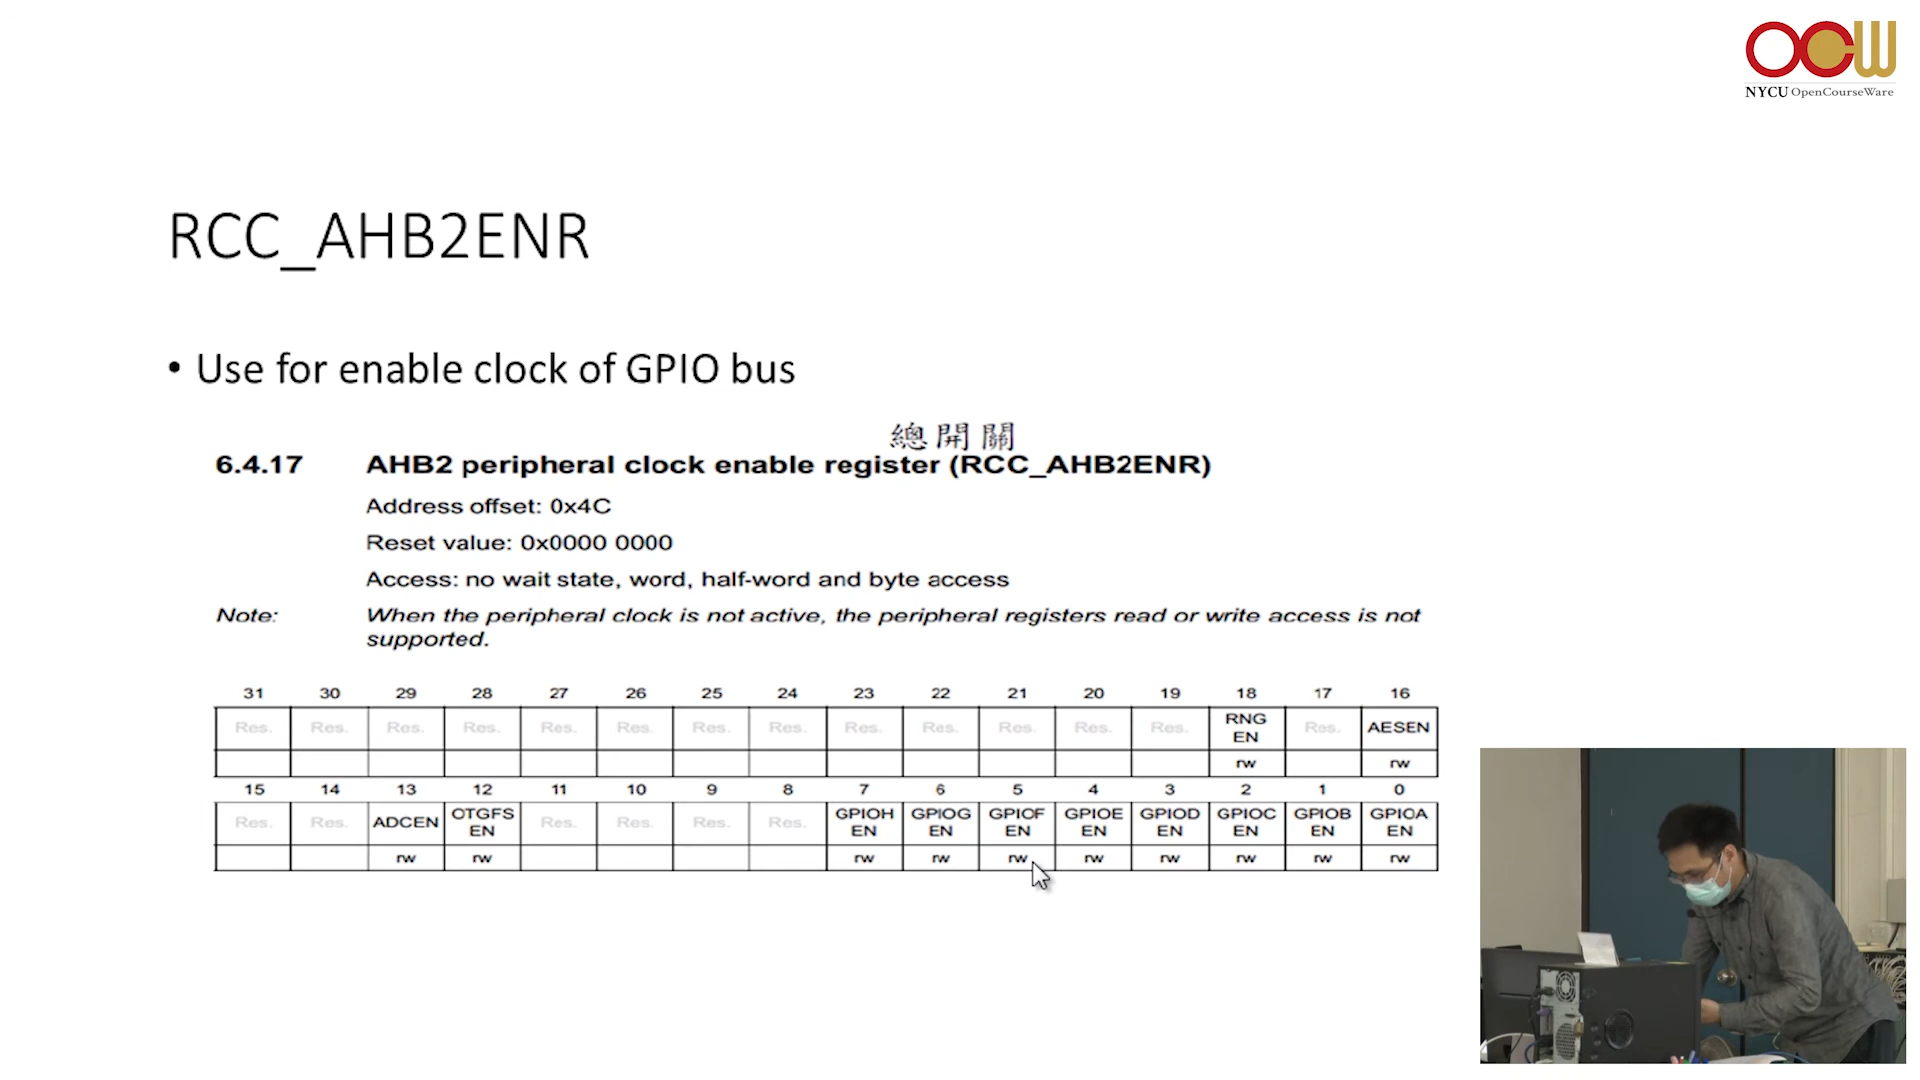 OCW
NYCU OpenCourseWare
RCC_AHB2ENR
• Use for enable clock of GPIO bus
總開關
6.4.17 AHB2 peripheral clock enable register (RCC_AHB2ENR)
Address offset: 0x4C
Reset value: 0x0000 0000
Access: no wait state, word, half-word and byte access
Note: When the peripheral clock is not active, the peripheral registers read or write access is not
supported.
31 30 29 28 27 26 25 24 23 22 21 20 19 18 17 16
Res. Res. Res. Res. Res. Res. Res. Res. Res. Res. Res. Res. Res. RNG EN Res. AESEN
rw rw
15 14 13 12 11 10 9 8 7 6 5 4 3 2 1 0
Res. Res. ADCEN OTGFS EN Res. Res. Res. Res. GPIOH EN GPIOG EN GPIOF EN GPIOE EN GPIOD EN GPIOC EN GPIOB EN GPIOA EN
rw rw rw rw rw rw rw rw rw rw